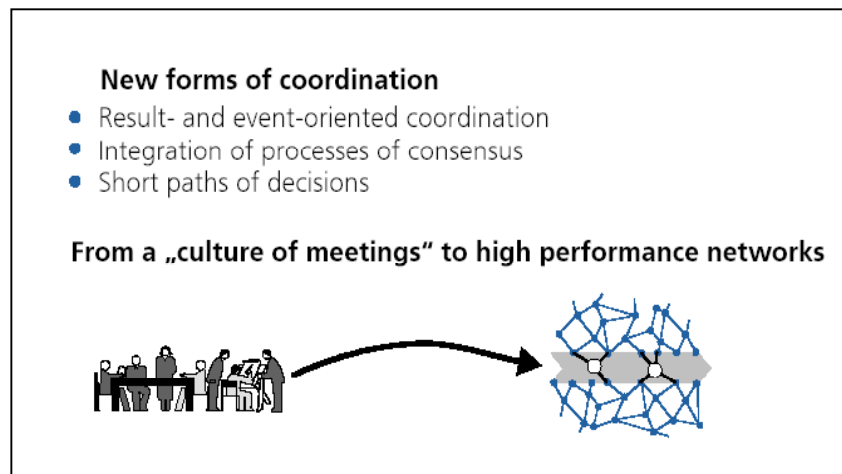 New forms of coordination
• Result- and event-oriented coordination
• Integration of processes of consensus
• Short paths of decisions
From a „culture of meetings“ to high performance networks